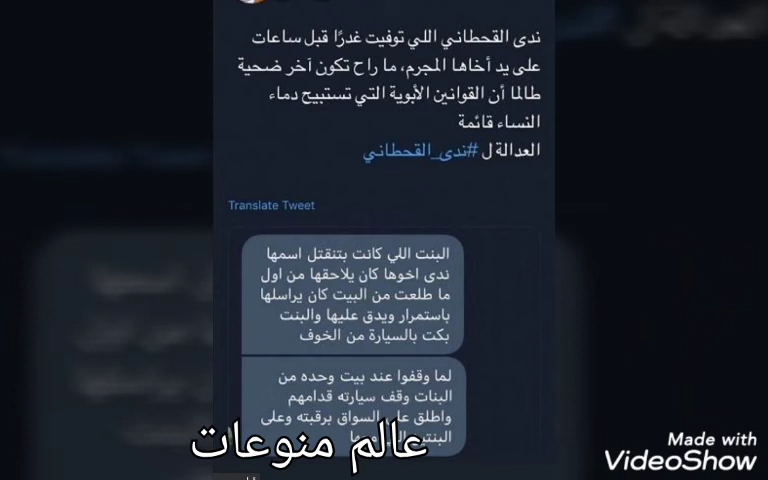 ندى القحطاني اللي توفيت غدرًا قبل ساعات
على يد أخاها المجرم، ما راح تكون آخر ضحية
طالما أن القوانين الأبوية التي تستبيح دماء
النساء قائمة
العدالة ل #ندى_القحطاني
Translate Tweet
البنت اللي كانت بتنقتل اسمها
ندى اخوها كان يلاحقها من اول
ما طلعت من البيت كان يراسلها
باستمرار ويدق عليها والبنت
بكت بالسيارة من الخوف
لما وقفوا عند بيت وحده من
البنات وقف سيارته قدامهم
واطلق على السواق برقبته وعلى
البنتين
عالم منوعات
Made with
VideoShow